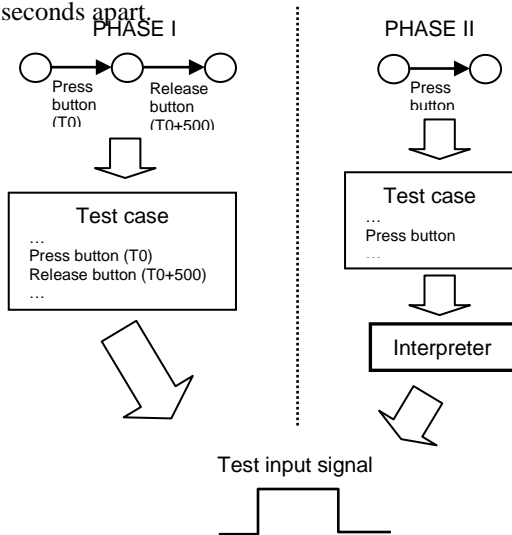 seconds apart.
PHASE I
Press
button
(T0)
Release
button
(T0+500)
Test case
…
Press button (T0)
Release button (T0+500)
…
PHASE II
Press
button
Test case
…
Press button
…
Interpreter
Test input signal